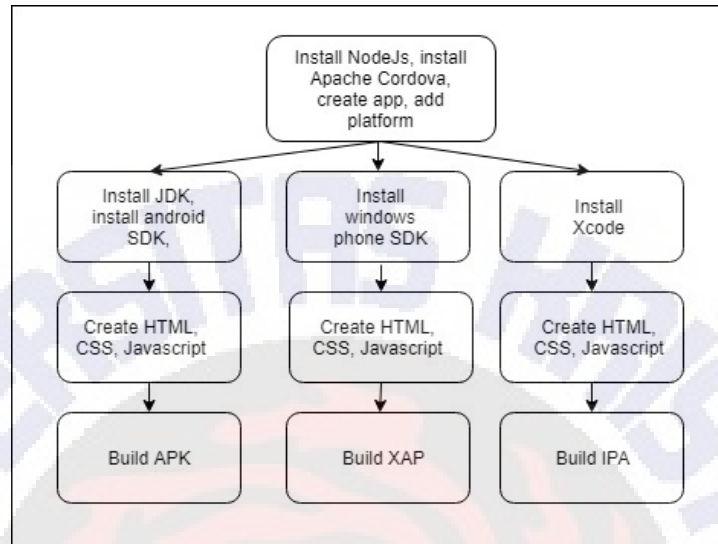 Install NodeJs, install
Apache Cordova,
create app, add
platform
Install JDK,
install android
SDK,
Install
windows
phone SDK
Install
Xcode
Create HTML,
CSS, Javascript
Create HTML,
CSS, Javascript
Create HTML,
CSS, Javascript
Build APK
Build XAP
Build IPA